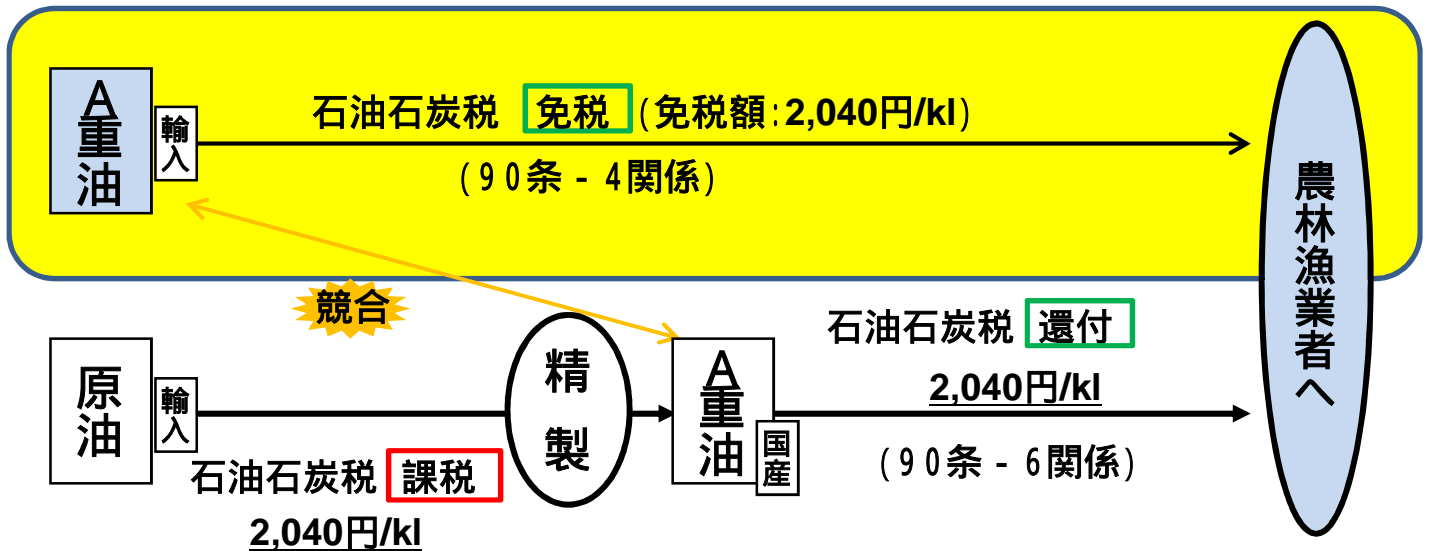 A重油
輸入
石油石炭税 免税 (免税額:2,040円/kl)
(90条-4関係)
農林漁業者へ
競合
原油
輸入
石油石炭税 課税
2,040円/kl
精製
A重油
国産
石油石炭税 還付
2,040円/kl
(90条-6関係)